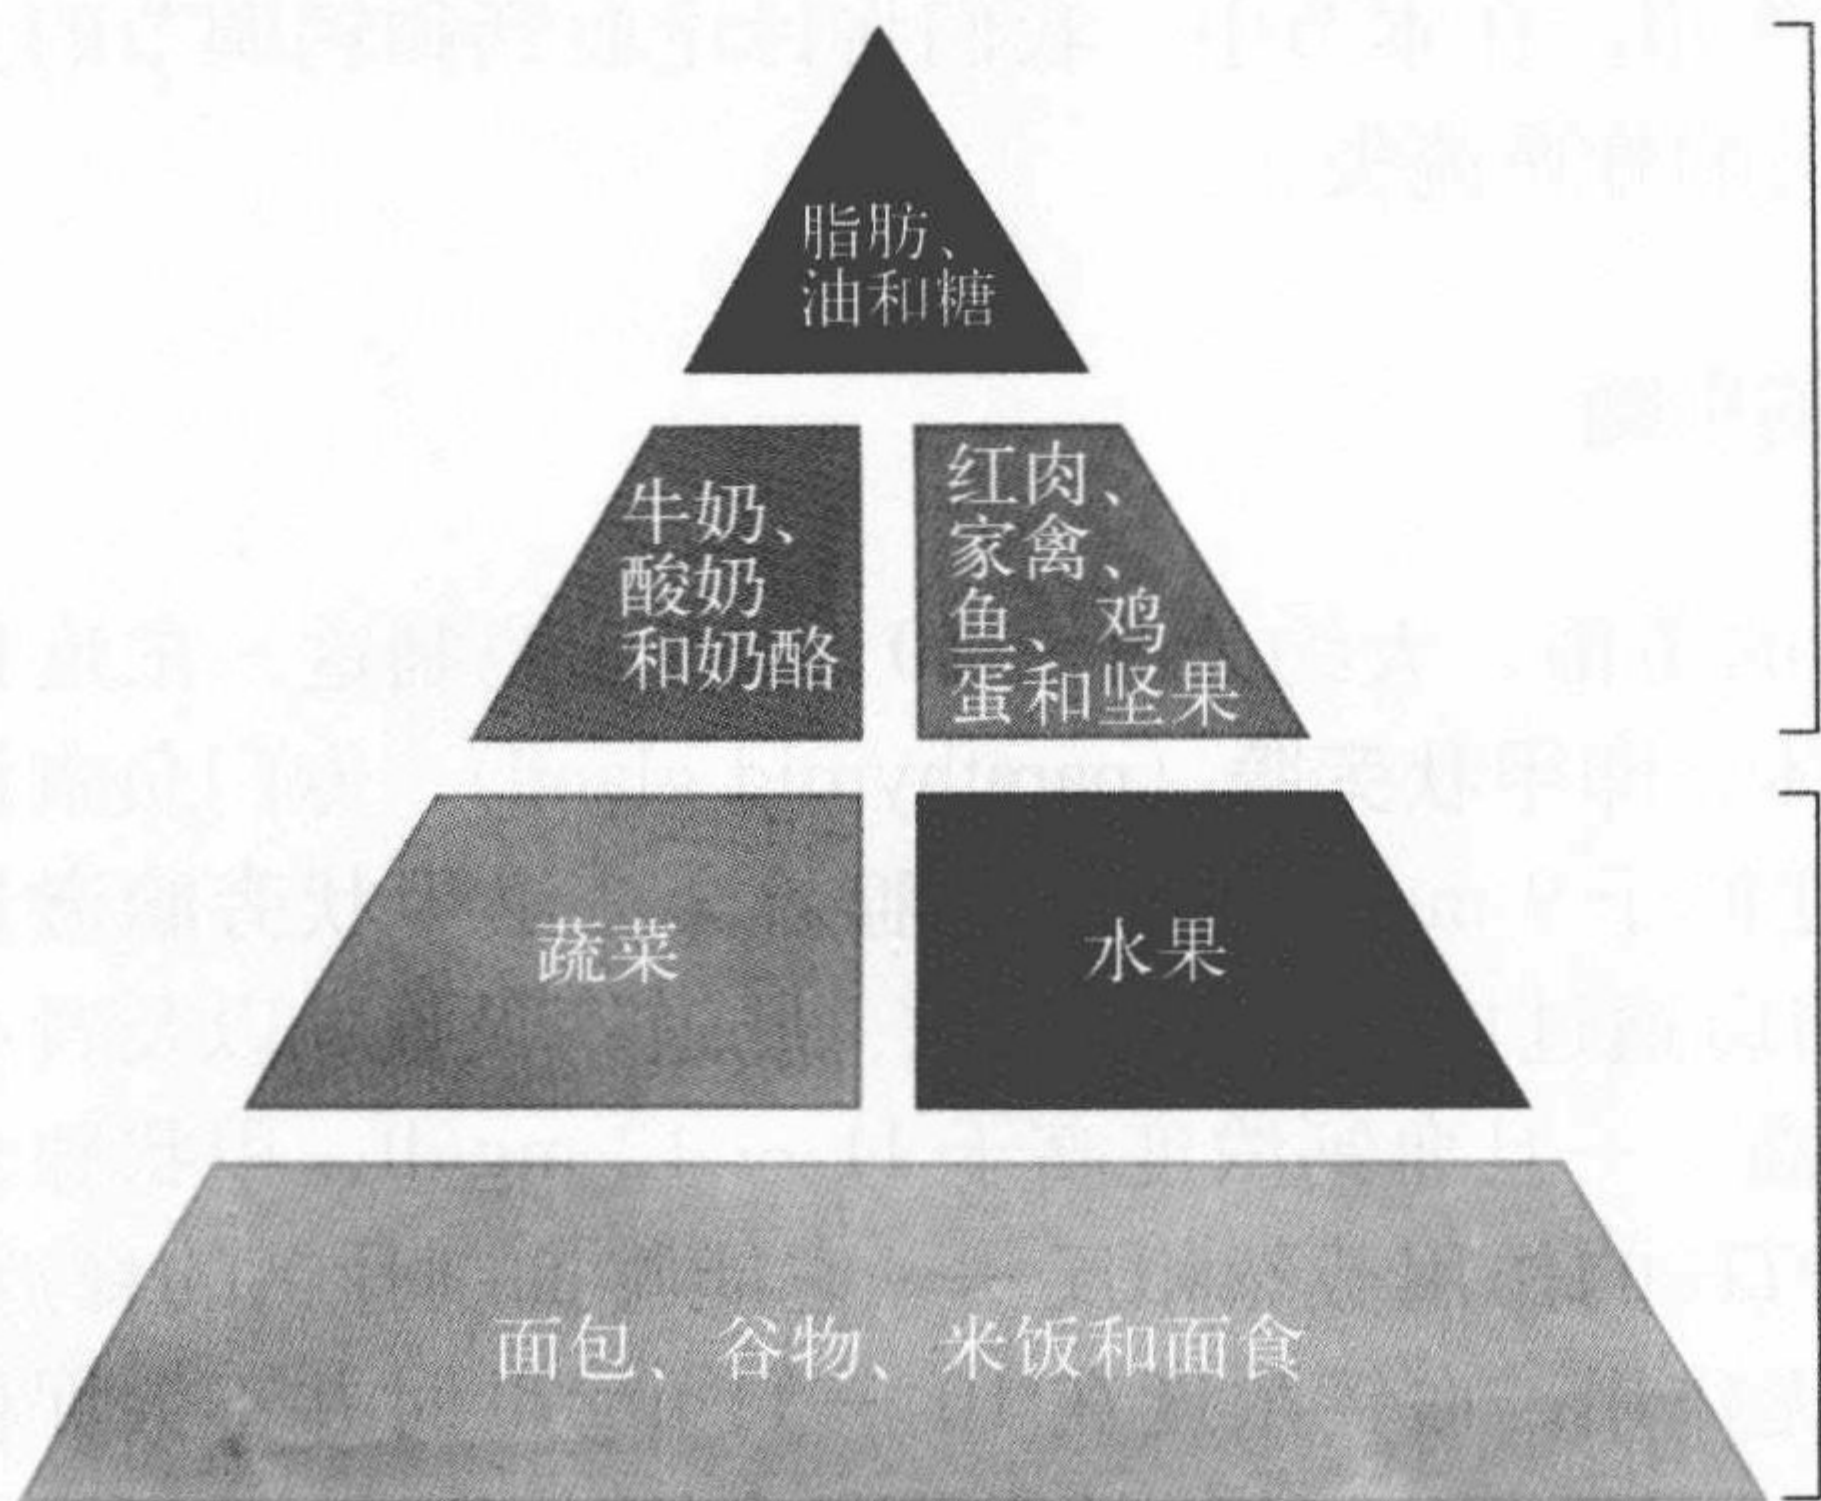 脂肪、
油和糖
牛奶、
酸奶
和奶酪
红肉、
家禽、
鱼、鸡
蛋和坚果
蔬菜
水果
面包、谷物、米饭和面食